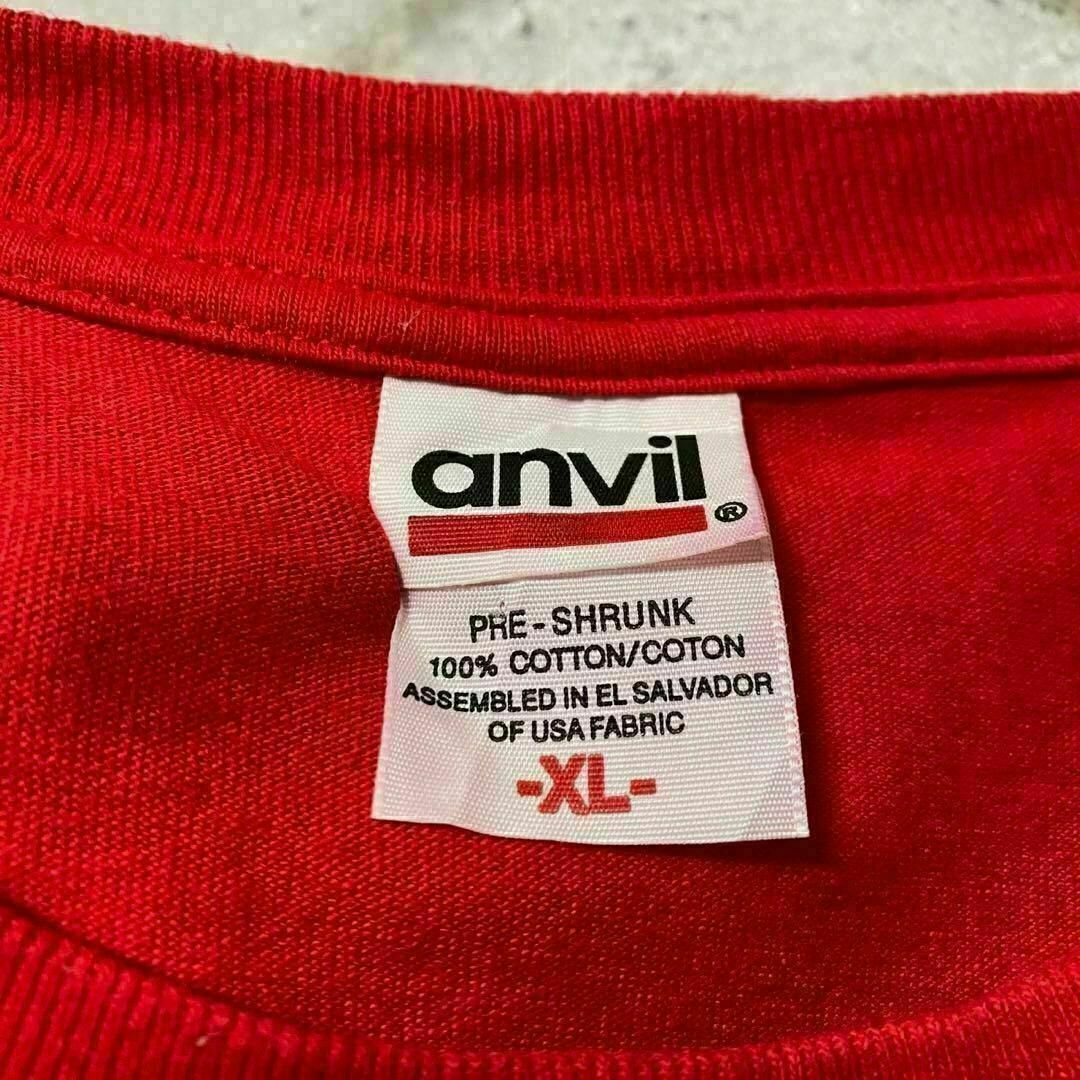 anvil®
PRE-SHRUNK
100% COTTON/COTON
ASSEMBLED IN EL SALVADOR
OF USA FABRIC
-XL-